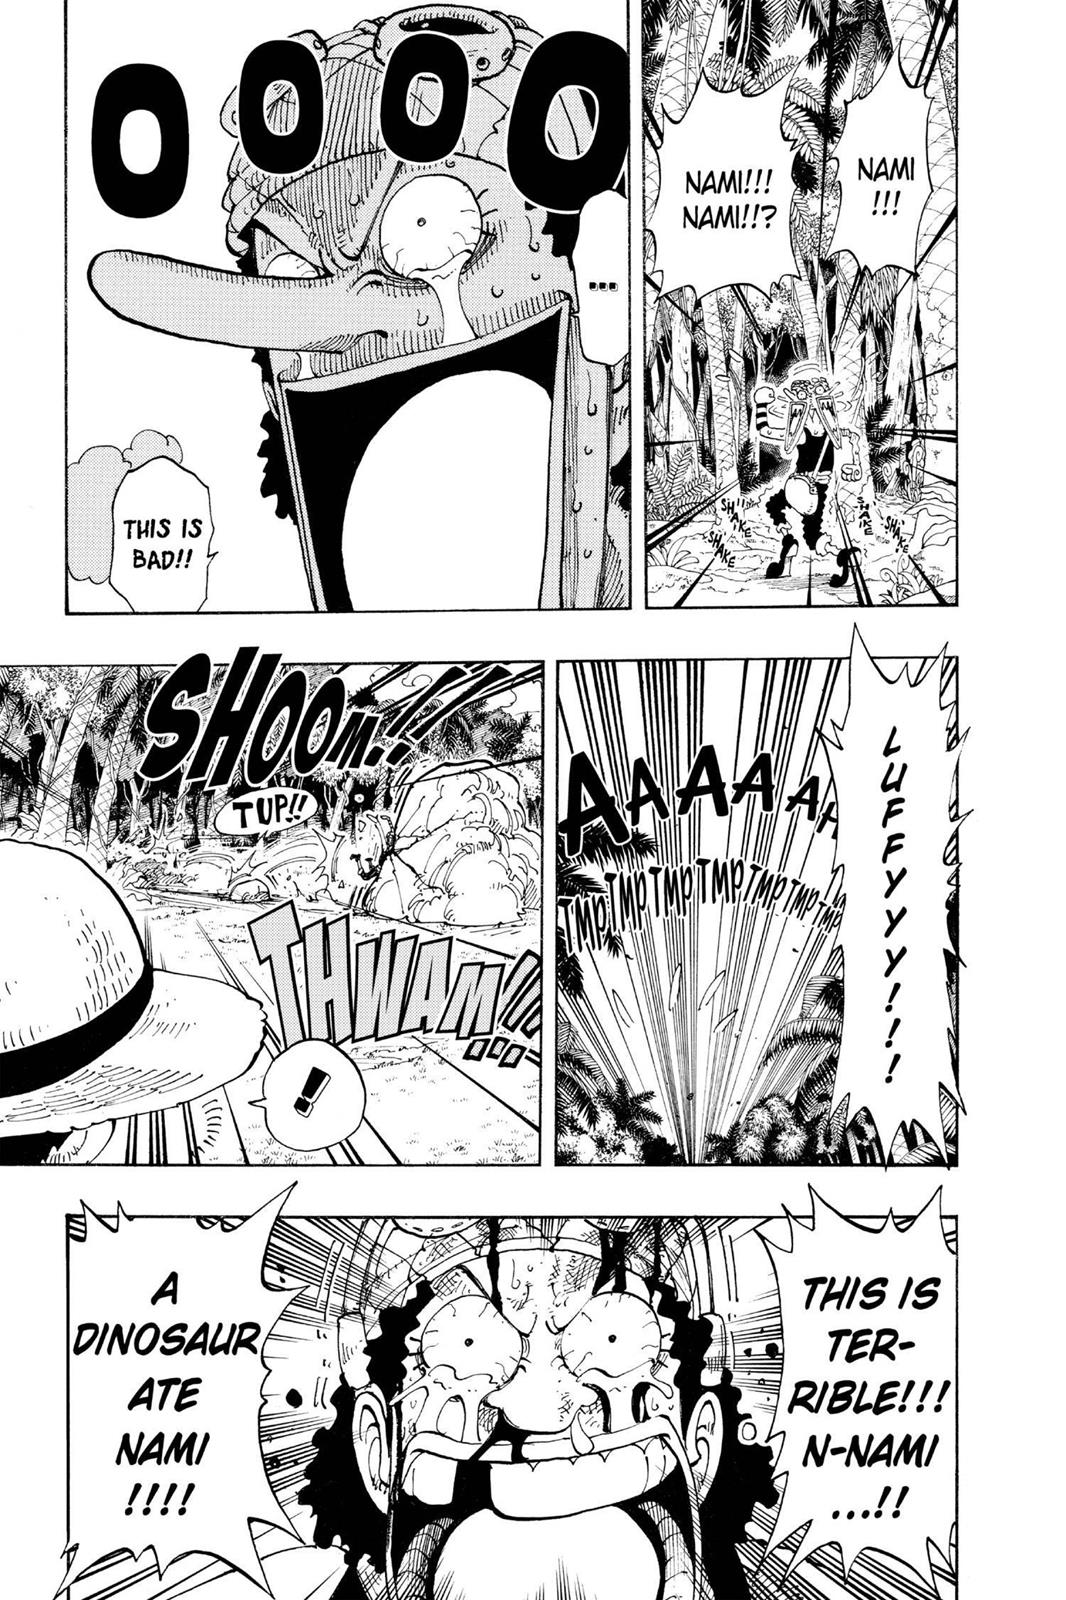 NAMI
!!!
NAMI!!!
NAMI!!?
SHAKE
!!
SHAKE
SHAKE
SHAKE
!!
OOOO
...
THIS IS
BAD!!
LUFFYYY!!!!
AAAAAH
TMP TMP TMP TMP TMP TMP TMP
SHOOM!!
TUP!!
THWAM!!!
!
THIS IS
TER-
RIBLE!!!
N-NAMI
...!!
A
DINOSAUR
ATE
NAMI
!!!!